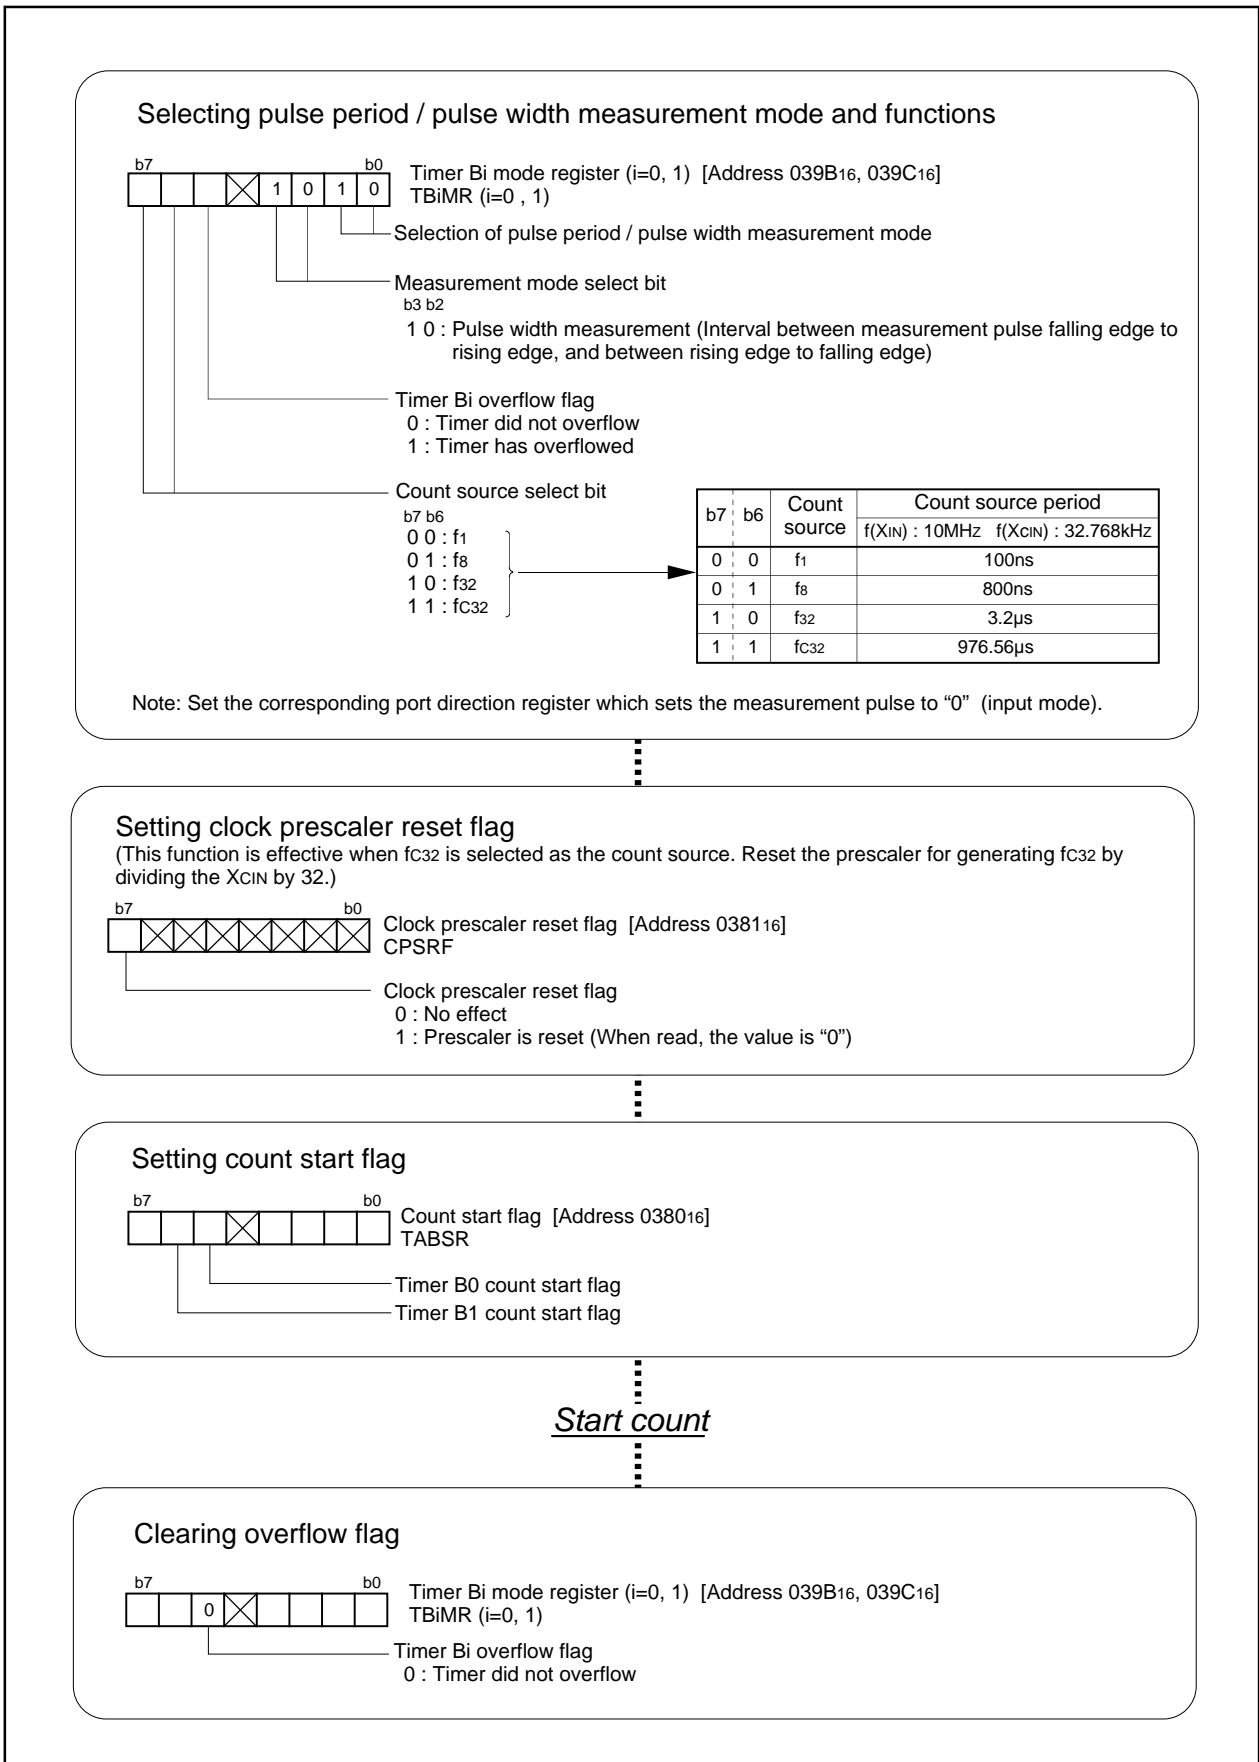 Selecting pulse period / pulse width measurement mode and functions
b7 b0
1 0 1 0
Timer Bi mode register (i=0, 1) [Address 039B16, 039C16]
TBiMR (i=0 , 1)
Selection of pulse period / pulse width measurement mode
Measurement mode select bit
b3 b2
1 0 : Pulse width measurement (Interval between measurement pulse falling edge to
rising edge, and between rising edge to falling edge)
Timer Bi overflow flag
0 : Timer did not overflow
1 : Timer has overflowed
Count source select bit
b7 b6
0 0 : f1
0 1 : f8
1 0 : f32
1 1 : fC32
b7 b6 Count source Count source period
f(XIN) : 10MHz f(XCIN) : 32.768kHz
0 0 f1 100ns
0 1 f8 800ns
1 0 f32 3.2µs
1 1 fC32 976.56µs
Note: Set the corresponding port direction register which sets the measurement pulse to “0” (input mode).
Setting clock prescaler reset flag
(This function is effective when fC32 is selected as the count source. Reset the prescaler for generating fC32 by
dividing the XCIN by 32.)
b7 b0
Clock prescaler reset flag [Address 038116]
CPSRF
Clock prescaler reset flag
0 : No effect
1 : Prescaler is reset (When read, the value is “0”)
Setting count start flag
b7 b0
Count start flag [Address 038016]
TABSR
Timer B0 count start flag
Timer B1 count start flag
Start count
Clearing overflow flag
b7 b0
0
Timer Bi mode register (i=0, 1) [Address 039B16, 039C16]
TBiMR (i=0, 1)
Timer Bi overflow flag
0 : Timer did not overflow